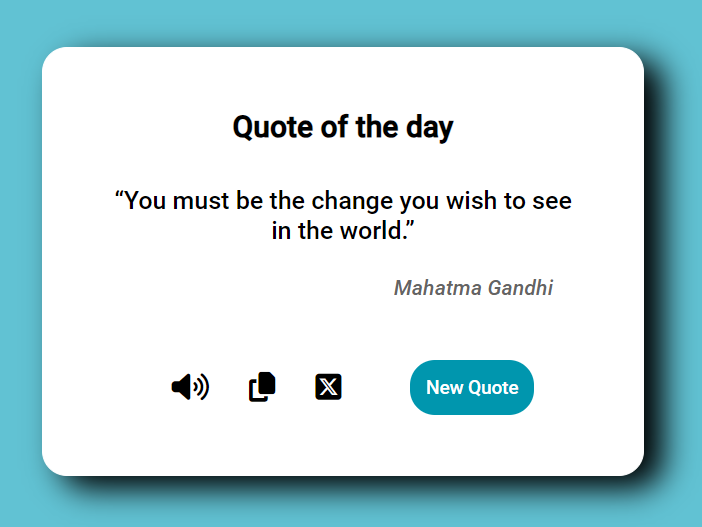 Quote of the day
“You must be the change you wish to see
in the world.”
Mahatma Gandhi
New Quote